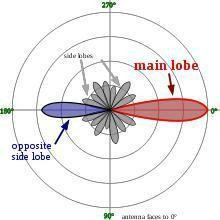 270°
side lobes
main lobe
180°
0°
opposite
side lobe
90°
antenna faces to 0°